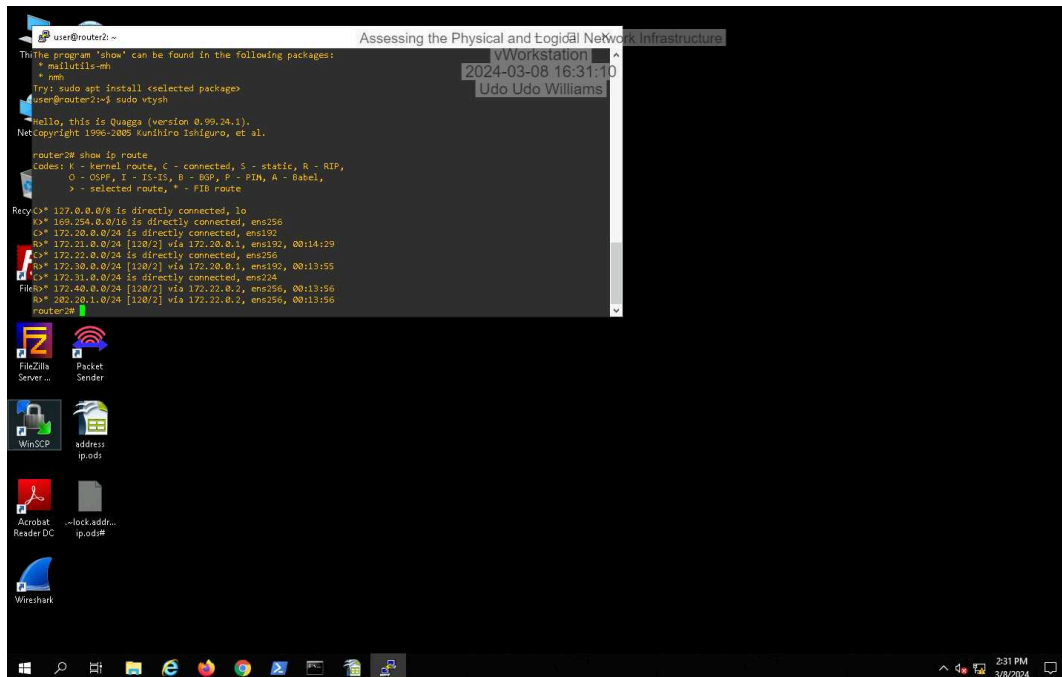 user@router2: ~
Assessing the Physical and Logical Network Infrastructure
vWorkstation
2024-03-08 16:31:10
Udo Udo Williams
The program 'show' can be found in the following packages:
* mailutils-mh
* nmh
Try: sudo apt install <selected package>
user@router2:~$ sudo vtysh
Hello, this is Quagga (version 0.99.24.1).
Copyright 1996-2005 Kunihiro Ishiguro, et al.
router2# show ip route
Codes: K - kernel route, C - connected, S - static, R - RIP,
O - OSPF, I - IS-IS, B - BGP, P - PIM, A - Babel,
> - selected route, * - FIB route
C>* 127.0.0.0/8 is directly connected, lo
K>* 169.254.0.0/16 is directly connected, ens256
C>* 172.20.0.0/24 is directly connected, ens192
R>* 172.21.0.0/24 [120/2] via 172.20.0.1, ens192, 00:14:29
C>* 172.22.0.0/24 is directly connected, ens256
R>* 172.30.0.0/24 [120/2] via 172.20.0.1, ens192, 00:13:55
C>* 172.31.0.0/24 is directly connected, ens224
R>* 172.40.0.0/24 [120/2] via 172.22.0.2, ens256, 00:13:56
R>* 202.20.1.0/24 [120/2] via 172.22.0.2, ens256, 00:13:56
router2#
Thi
Net
Recy
File
FileZilla
Server ...
Packet
Sender
WinSCP
address
ip.ods
Acrobat
Reader DC
.~lock.addr...
ip.ods#
Wireshark
2:31 PM
3/8/2024